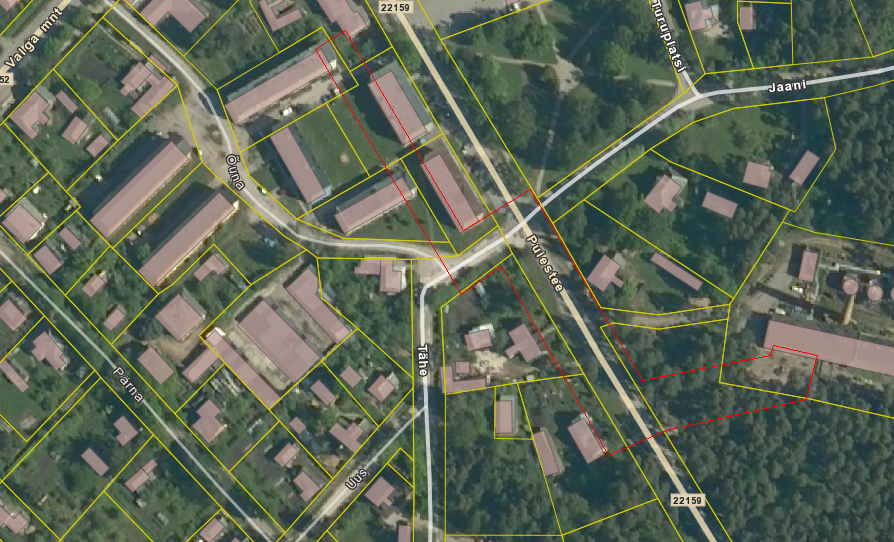 22159
Valga mnt
52
Turuplatsi
Jaani
Õuna
Puiestee
Tähe
Pärna
Uus
22159